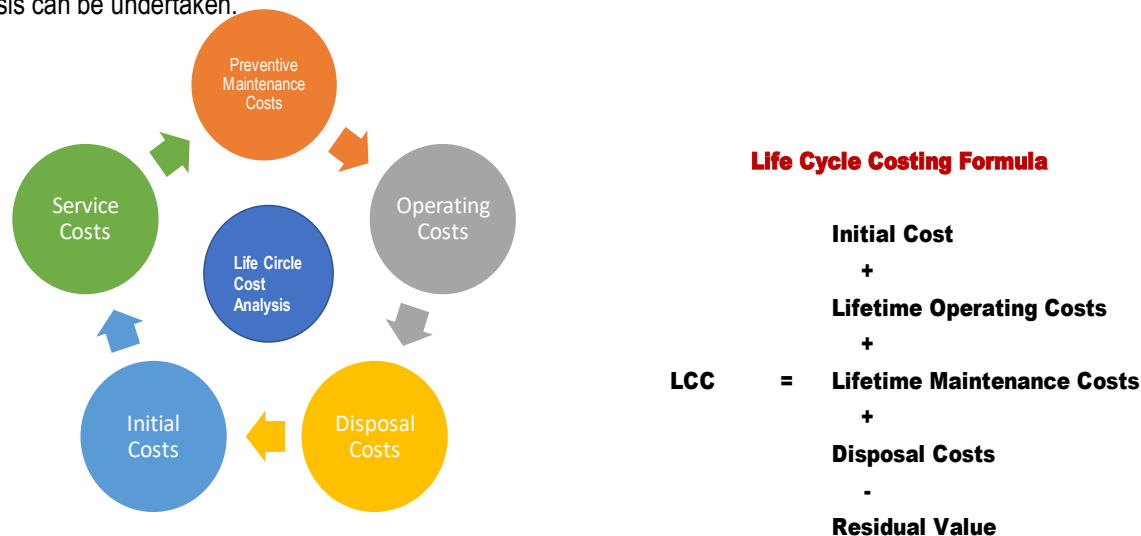 sis can be undertaken.
Preventive
Maintenance
Costs
Operating
Costs
Disposal
Costs
Initial
Costs
Service
Costs
Life Circle
Cost
Analysis
Life Cycle Costing Formula
Initial Cost
+
Lifetime Operating Costs
+
LCC = Lifetime Maintenance Costs
+
Disposal Costs
-
Residual Value